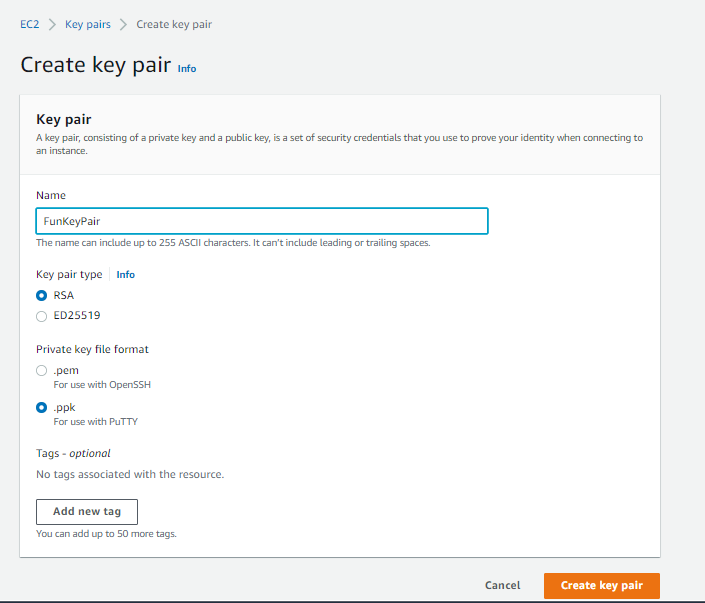 EC2 > Key pairs > Create key pair
Create key pair Info
Key pair
A key pair, consisting of a private key and a public key, is a set of security credentials that you use to prove your identity when connecting to
an instance.
Name
FunKeyPair
The name can include up to 255 ASCII characters. It can't include leading or trailing spaces.
Key pair type Info
RSA
ED25519
Private key file format
.pem
For use with OpenSSH
.ppk
For use with PuTTY
Tags - optional
No tags associated with the resource.
Add new tag
You can add up to 50 more tags.
Cancel Create key pair